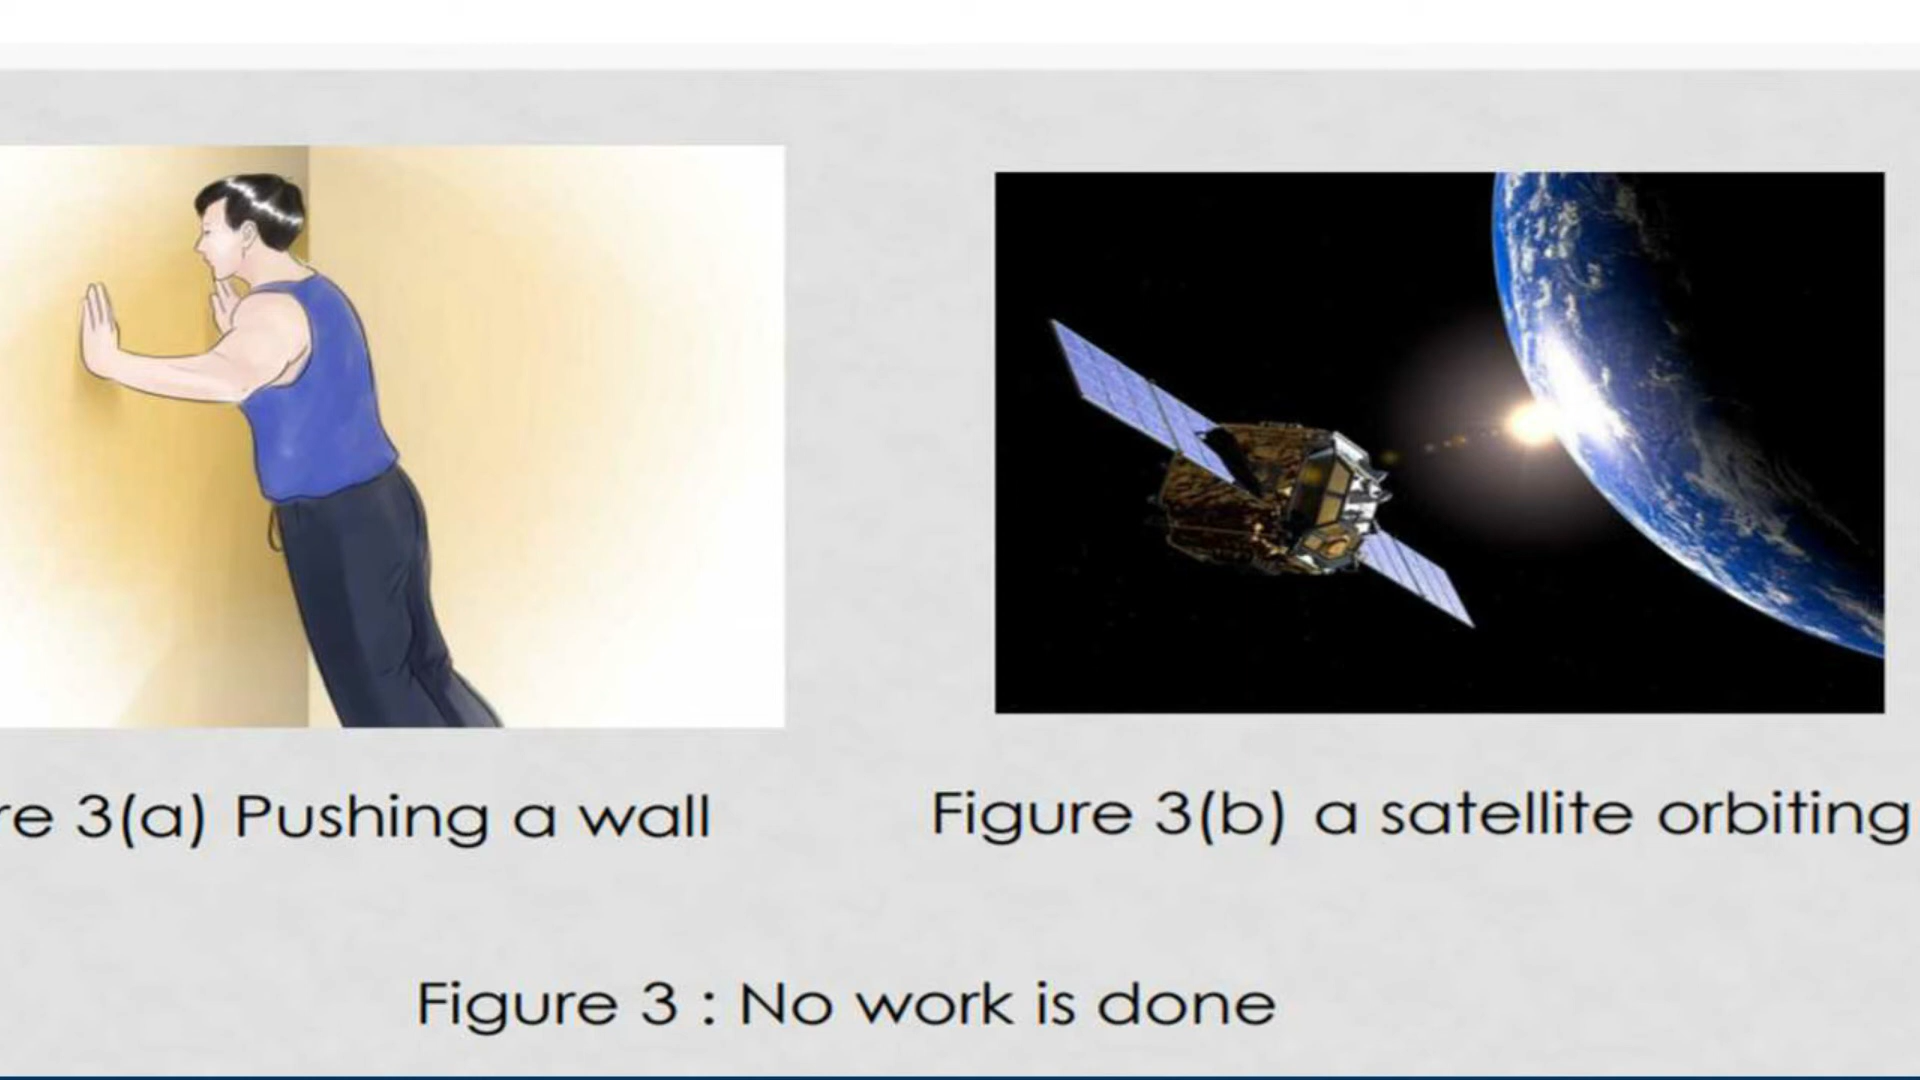 re 3(a) Pushing a wall
Figure 3(b) a satellite orbiting
Figure 3 : No work is done